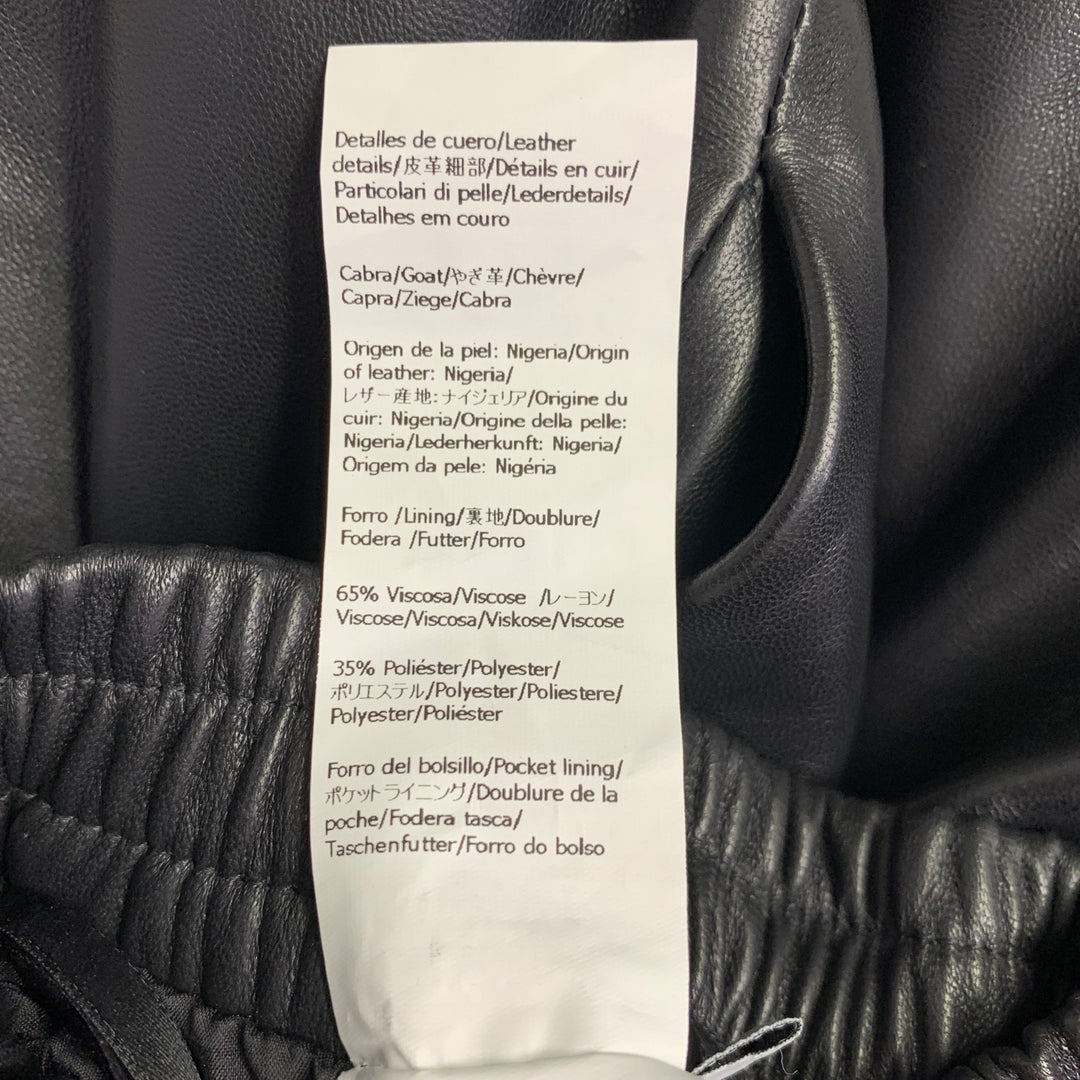 Detalles de cuero/Leather
details/皮革細部/Détails en cuir/
Particolari di pelle/Lederdetails/
Detalhes em couro
Cabra/Goat/やぎ革/Chèvre/
Capra/Ziege/Cabra
Origen de la piel: Nigeria/Origin
of leather: Nigeria/
レザー産地:ナイジェリア/Origine du
cuir: Nigeria/Origine della pelle:
Nigeria/Lederherkunft: Nigeria/
Origem da pele: Nigéria
Forro /Lining/裏地/Doublure/
Fodera /Futter/Forro
65% Viscosa/Viscose /レーヨン/
Viscose/Viscosa/Viskose/Viscose
35% Poliéster/Polyester/
ポリエステル/Polyester/Poliestere/
Polyester/Poliéster
Forro del bolsillo/Pocket lining/
ポケットライニング/Doublure de la
poche/Fodera tasca/
Taschenfutter/Forro do bolso